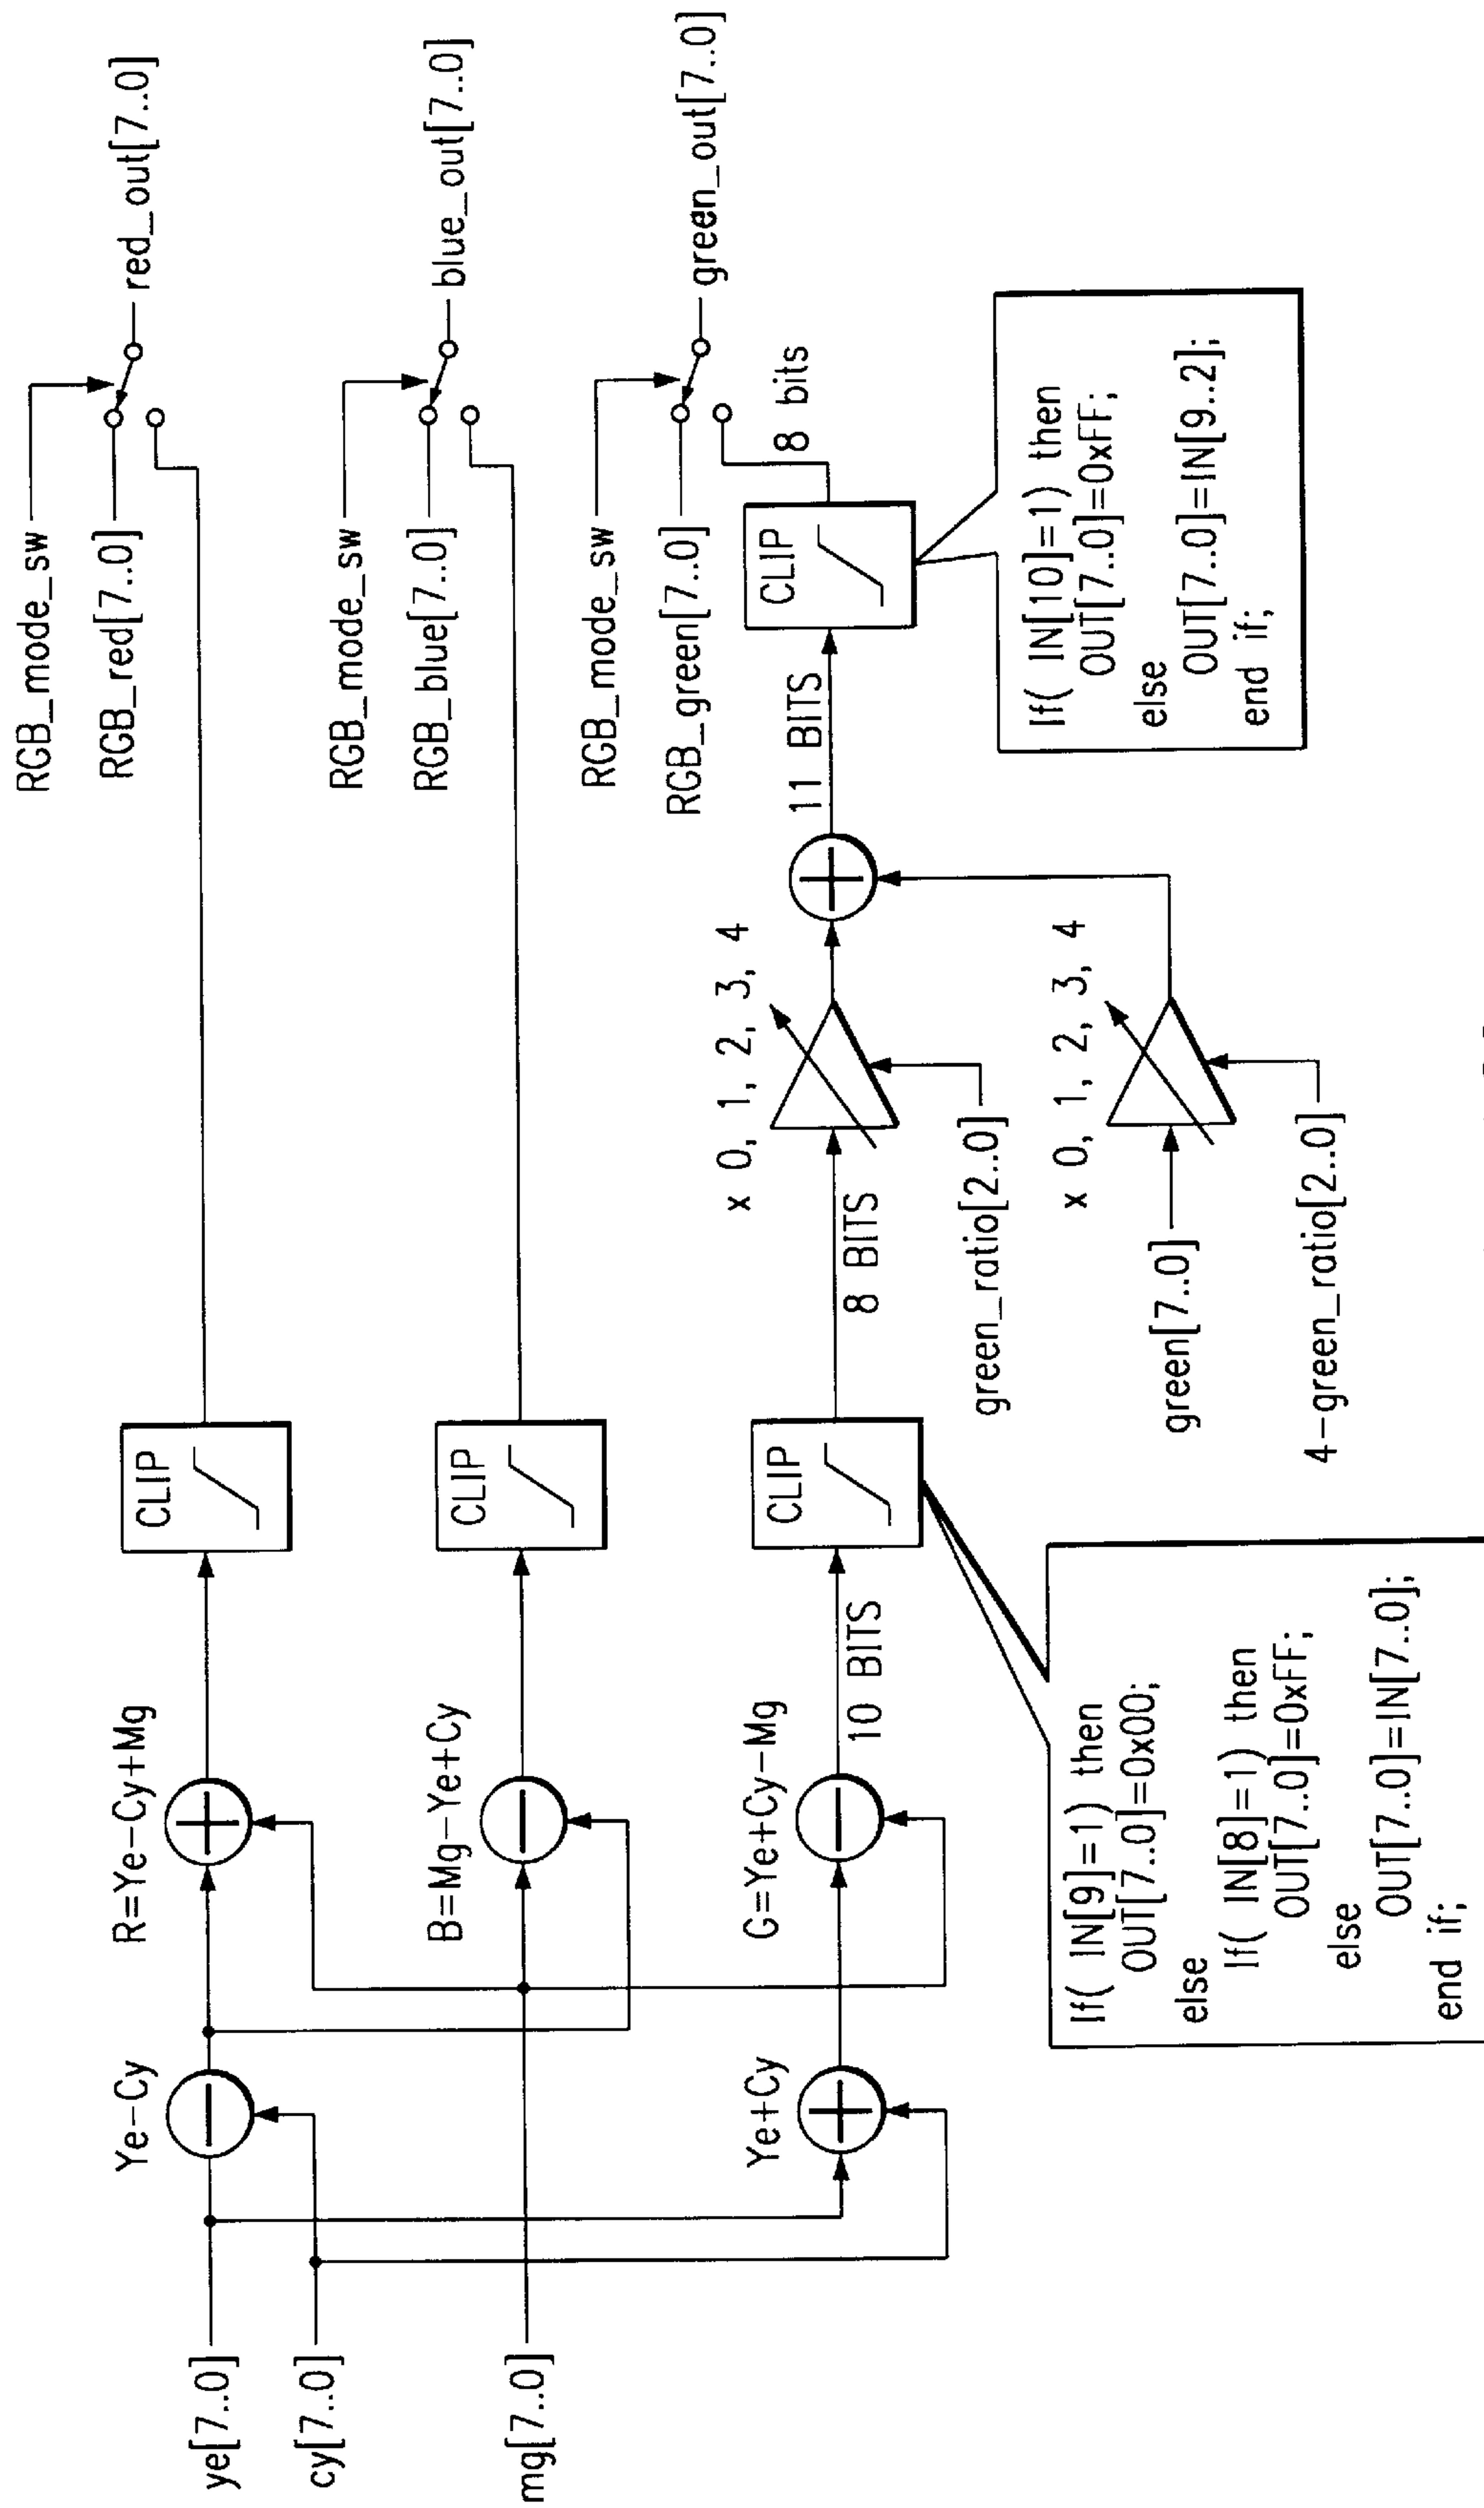 RGB_mode_sw
RGB_red[7..0]
red_out[7..0]
Ye-Cy
R=Ye-Cy+Mg
CLIP
ye[7..0]
cy[7..0]
RGB_mode_sw
RGB_blue[7..0]
blue_out[7..0]
B=Mg-Ye+Cy
CLIP
mg[7..0]
RGB_mode_sw
RGB_green[7..0]
green_out[7..0]
Ye+Cy
G=Ye+Cy-Mg
10 BITS
CLIP
8 BITS
x 0, 1, 2, 3, 4
green_ratio[2..0]
11 BITS
CLIP
8 bits
x 0, 1, 2, 3, 4
green[7..0]
4-green_ratio[2..0]
If( IN[9]=1) then
OUT[7..0]=0x00;
else
If( IN[8]=1) then
OUT[7..0]=0xFF;
else
OUT[7..0]=IN[7..0];
end if;
If( IN[10]=1) then
OUT[7..0]=0xFF;
else
OUT[7..0]=IN[9..2];
end if;